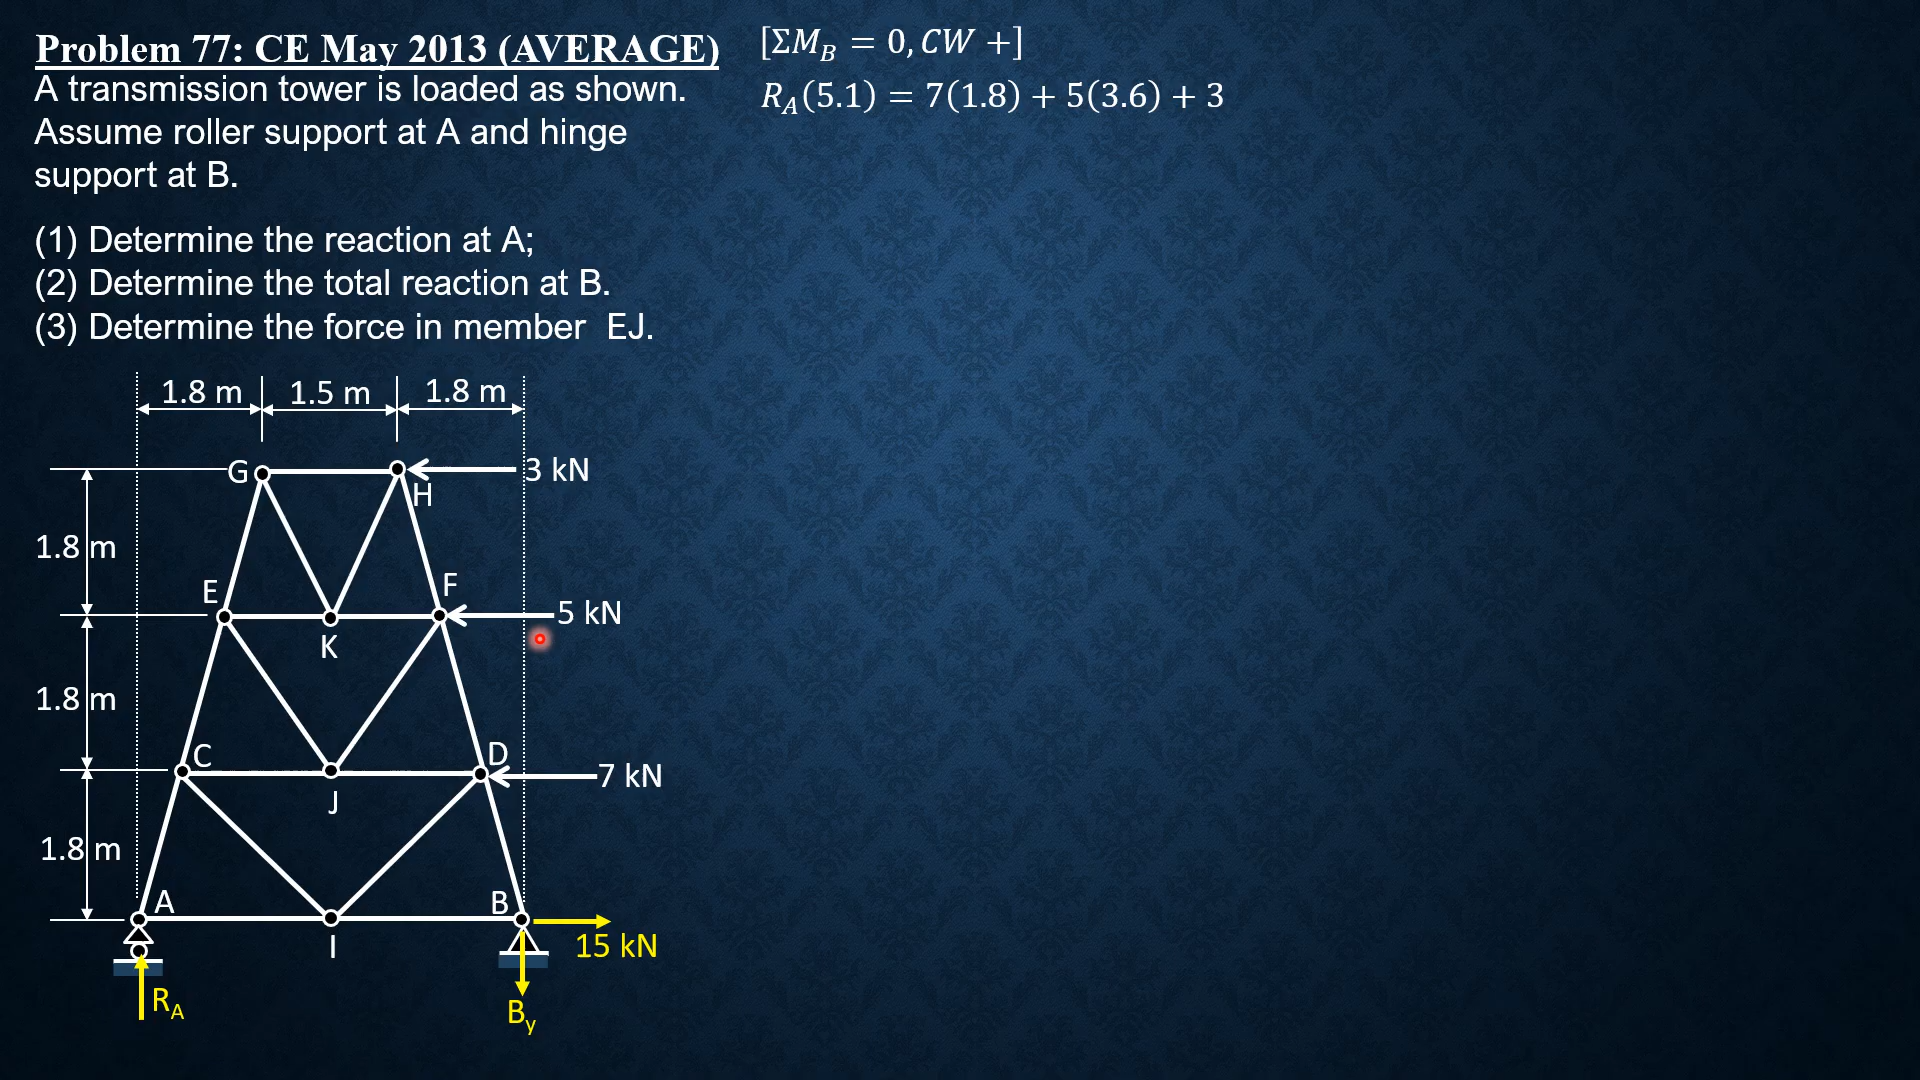 Problem 77: CE May 2013 (AVERAGE)
A transmission tower is loaded as shown.
Assume roller support at A and hinge
support at B.
(1) Determine the reaction at A;
(2) Determine the total reaction at B.
(3) Determine the force in member EJ.
[ΣM_B = 0, CW +]
R_A(5.1) = 7(1.8) + 5(3.6) + 3
1.8 m
1.5 m
1.8 m
G
H
3 kN
1.8 m
E
F
5 kN
K
1.8 m
C
D
7 kN
J
1.8 m
A
B
I
15 kN
R_A
B_y